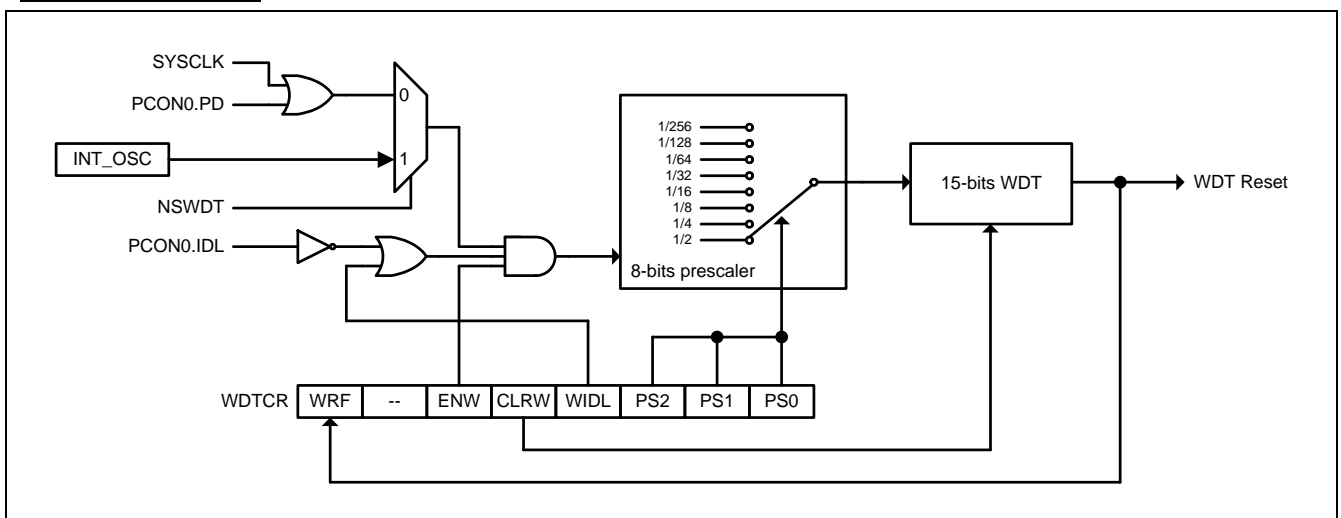 SYSCLK
PCON0.PD
0
INT_OSC
1
NSWDT
PCON0.IDL
1/256
1/128
1/64
1/32
1/16
1/8
1/4
1/2
8-bits prescaler
15-bits WDT
WDT Reset
WDTCR WRF -- ENW CLRW WIDL PS2 PS1 PS0